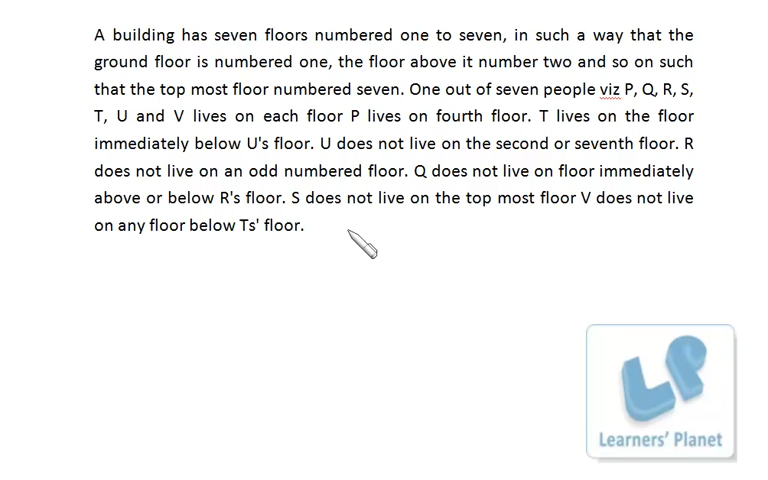 A building has seven floors numbered one to seven, in such a way that the
ground floor is numbered one, the floor above it number two and so on such
that the top most floor numbered seven. One out of seven people viz P, Q, R, S,
T, U and V lives on each floor P lives on fourth floor. T lives on the floor
immediately below U's floor. U does not live on the second or seventh floor. R
does not live on an odd numbered floor. Q does not live on floor immediately
above or below R's floor. S does not live on the top most floor V does not live
on any floor below Ts' floor.
LP
Learners' Planet